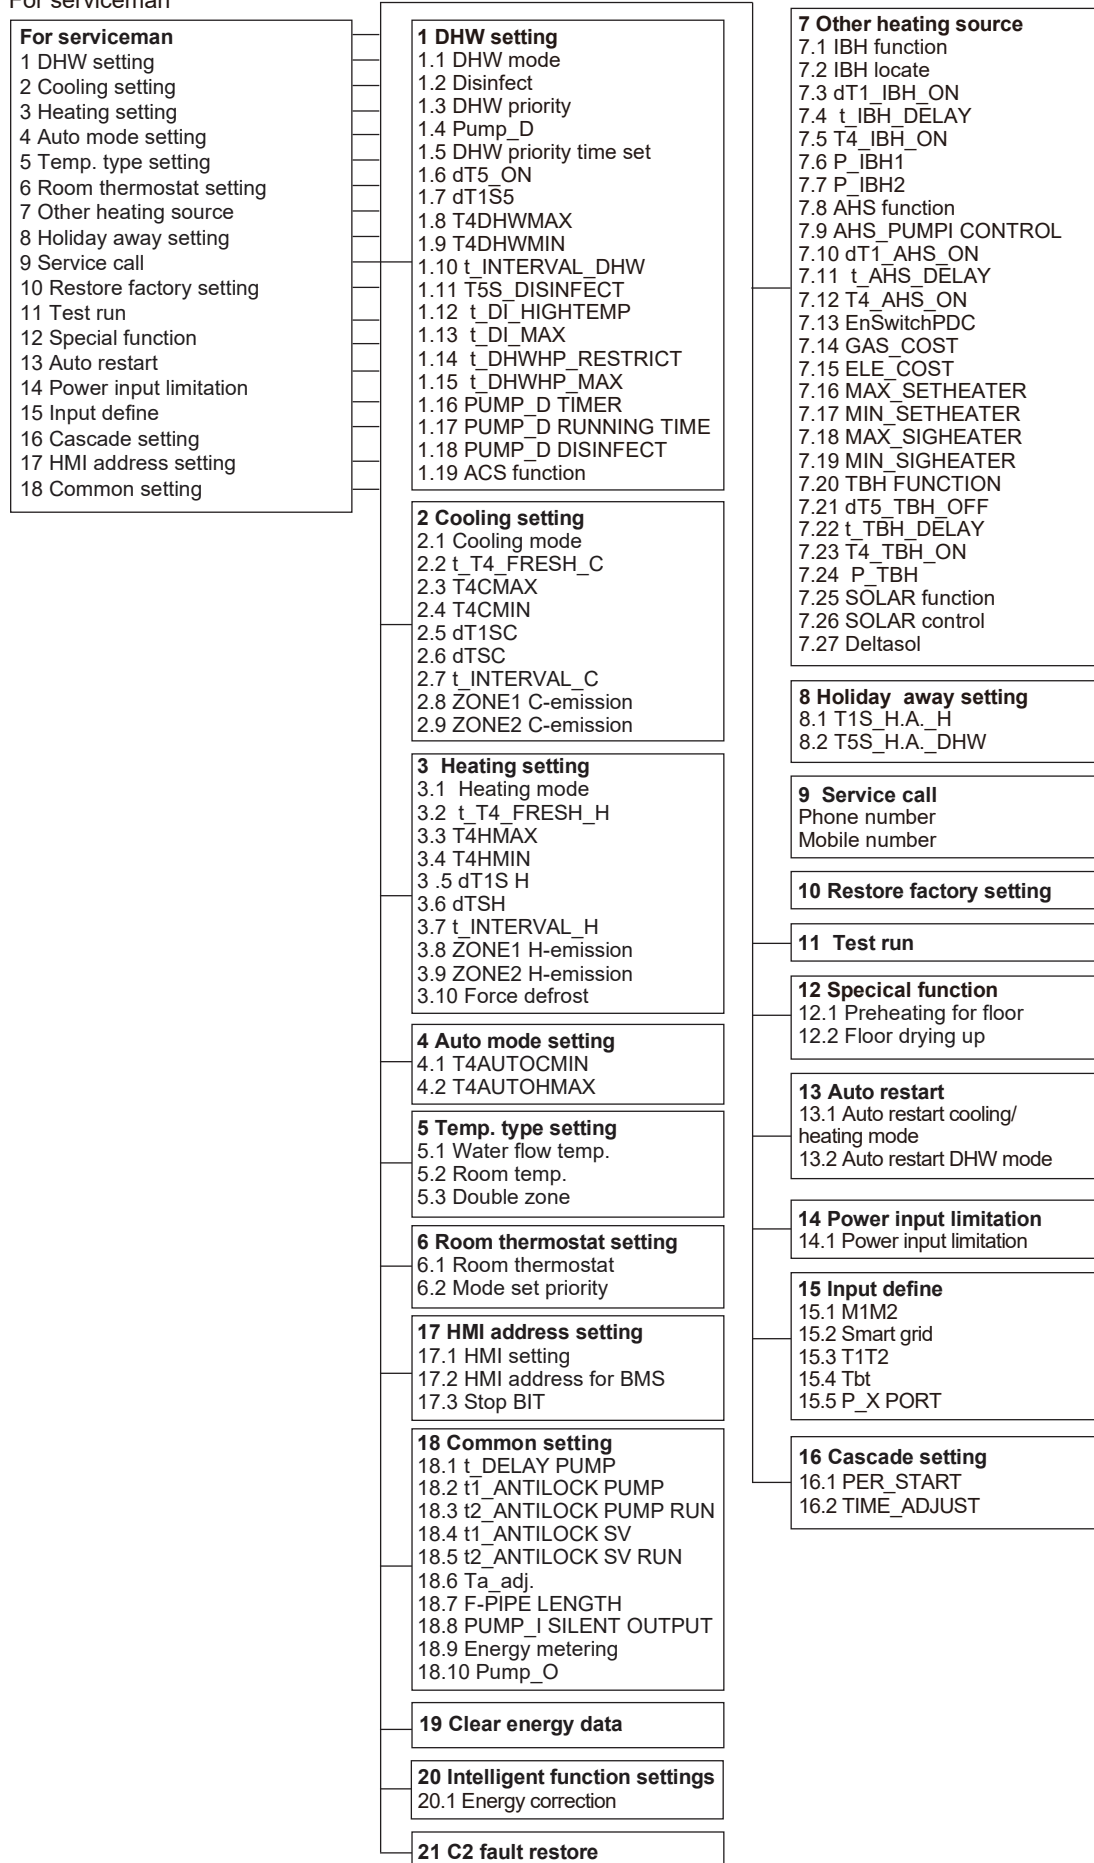 For serviceman
For serviceman
1 DHW setting
2 Cooling setting
3 Heating setting
4 Auto mode setting
5 Temp. type setting
6 Room thermostat setting
7 Other heating source
8 Holiday away setting
9 Service call
10 Restore factory setting
11 Test run
12 Special function
13 Auto restart
14 Power input limitation
15 Input define
16 Cascade setting
17 HMI address setting
18 Common setting
1 DHW setting
1.1 DHW mode
1.2 Disinfect
1.3 DHW priority
1.4 Pump_D
1.5 DHW priority time set
1.6 dT5_ON
1.7 dT1S5
1.8 T4DHWMAX
1.9 T4DHWMIN
1.10 t_INTERVAL_DHW
1.11 T5S_DISINFECT
1.12 t_DI_HIGHTEMP
1.13 t_DI_MAX
1.14 t_DHWHP_RESTRICT
1.15 t_DHWHP_MAX
1.16 PUMP_D TIMER
1.17 PUMP_D RUNNING TIME
1.18 PUMP_D DISINFECT
1.19 ACS function
2 Cooling setting
2.1 Cooling mode
2.2 t_T4_FRESH_C
2.3 T4CMAX
2.4 T4CMIN
2.5 dT1SC
2.6 dTSC
2.7 t_INTERVAL_C
2.8 ZONE1 C-emission
2.9 ZONE2 C-emission
3 Heating setting
3.1 Heating mode
3.2 t_T4_FRESH_H
3.3 T4HMAX
3.4 T4HMIN
3 .5 dT1S H
3.6 dTSH
3.7 t_INTERVAL_H
3.8 ZONE1 H-emission
3.9 ZONE2 H-emission
3.10 Force defrost
4 Auto mode setting
4.1 T4AUTOCMIN
4.2 T4AUTOHMAX
5 Temp. type setting
5.1 Water flow temp.
5.2 Room temp.
5.3 Double zone
6 Room thermostat setting
6.1 Room thermostat
6.2 Mode set priority
17 HMI address setting
17.1 HMI setting
17.2 HMI address for BMS
17.3 Stop BIT
18 Common setting
18.1 t_DELAY PUMP
18.2 t1_ANTILOCK PUMP
18.3 t2_ANTILOCK PUMP RUN
18.4 t1_ANTILOCK SV
18.5 t2_ANTILOCK SV RUN
18.6 Ta_adj.
18.7 F-PIPE LENGTH
18.8 PUMP_I SILENT OUTPUT
18.9 Energy metering
18.10 Pump_O
19 Clear energy data
20 Intelligent function settings
20.1 Energy correction
21 C2 fault restore
7 Other heating source
7.1 IBH function
7.2 IBH locate
7.3 dT1_IBH_ON
7.4 t_IBH_DELAY
7.5 T4_IBH_ON
7.6 P_IBH1
7.7 P_IBH2
7.8 AHS function
7.9 AHS_PUMPI CONTROL
7.10 dT1_AHS_ON
7.11 t_AHS_DELAY
7.12 T4_AHS_ON
7.13 EnSwitchPDC
7.14 GAS_COST
7.15 ELE_COST
7.16 MAX_SETHEATER
7.17 MIN_SETHEATER
7.18 MAX_SIGHEATER
7.19 MIN_SIGHEATER
7.20 TBH FUNCTION
7.21 dT5_TBH_OFF
7.22 t_TBH_DELAY
7.23 T4_TBH_ON
7.24 P_TBH
7.25 SOLAR function
7.26 SOLAR control
7.27 Deltasol
8 Holiday away setting
8.1 T1S_H.A._H
8.2 T5S_H.A._DHW
9 Service call
Phone number
Mobile number
10 Restore factory setting
11 Test run
12 Specical function
12.1 Preheating for floor
12.2 Floor drying up
13 Auto restart
13.1 Auto restart cooling/
heating mode
13.2 Auto restart DHW mode
14 Power input limitation
14.1 Power input limitation
15 Input define
15.1 M1M2
15.2 Smart grid
15.3 T1T2
15.4 Tbt
15.5 P_X PORT
16 Cascade setting
16.1 PER_START
16.2 TIME_ADJUST